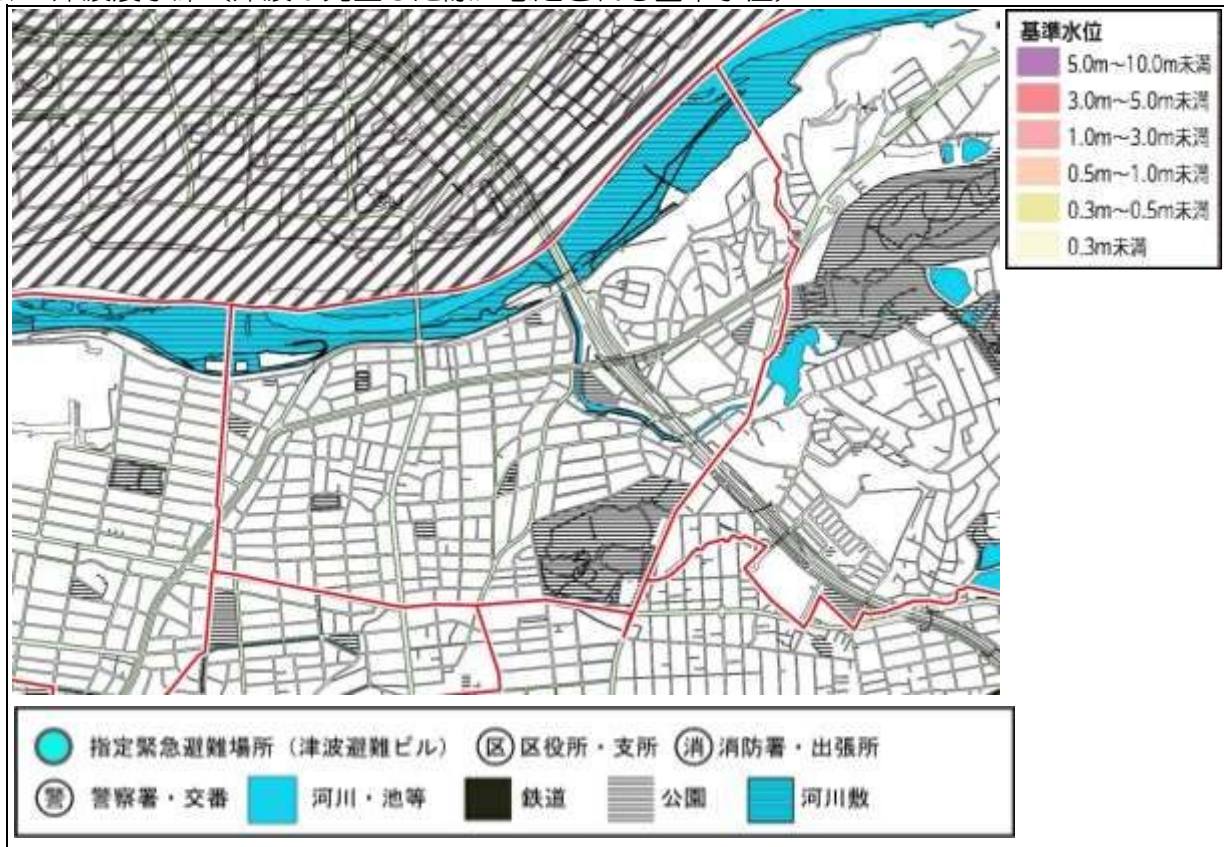 基準水位
5.0m~10.0m未満
3.0m~5.0m未満
1.0m~3.0m未満
0.5m~1.0m未満
0.3m~0.5m未満
0.3m未満
指定緊急避難場所（津波避難ビル） 区 区役所・支所 消 消防署・出張所
警 警察署・交番 河川・池等 鉄道 公園 河川敷